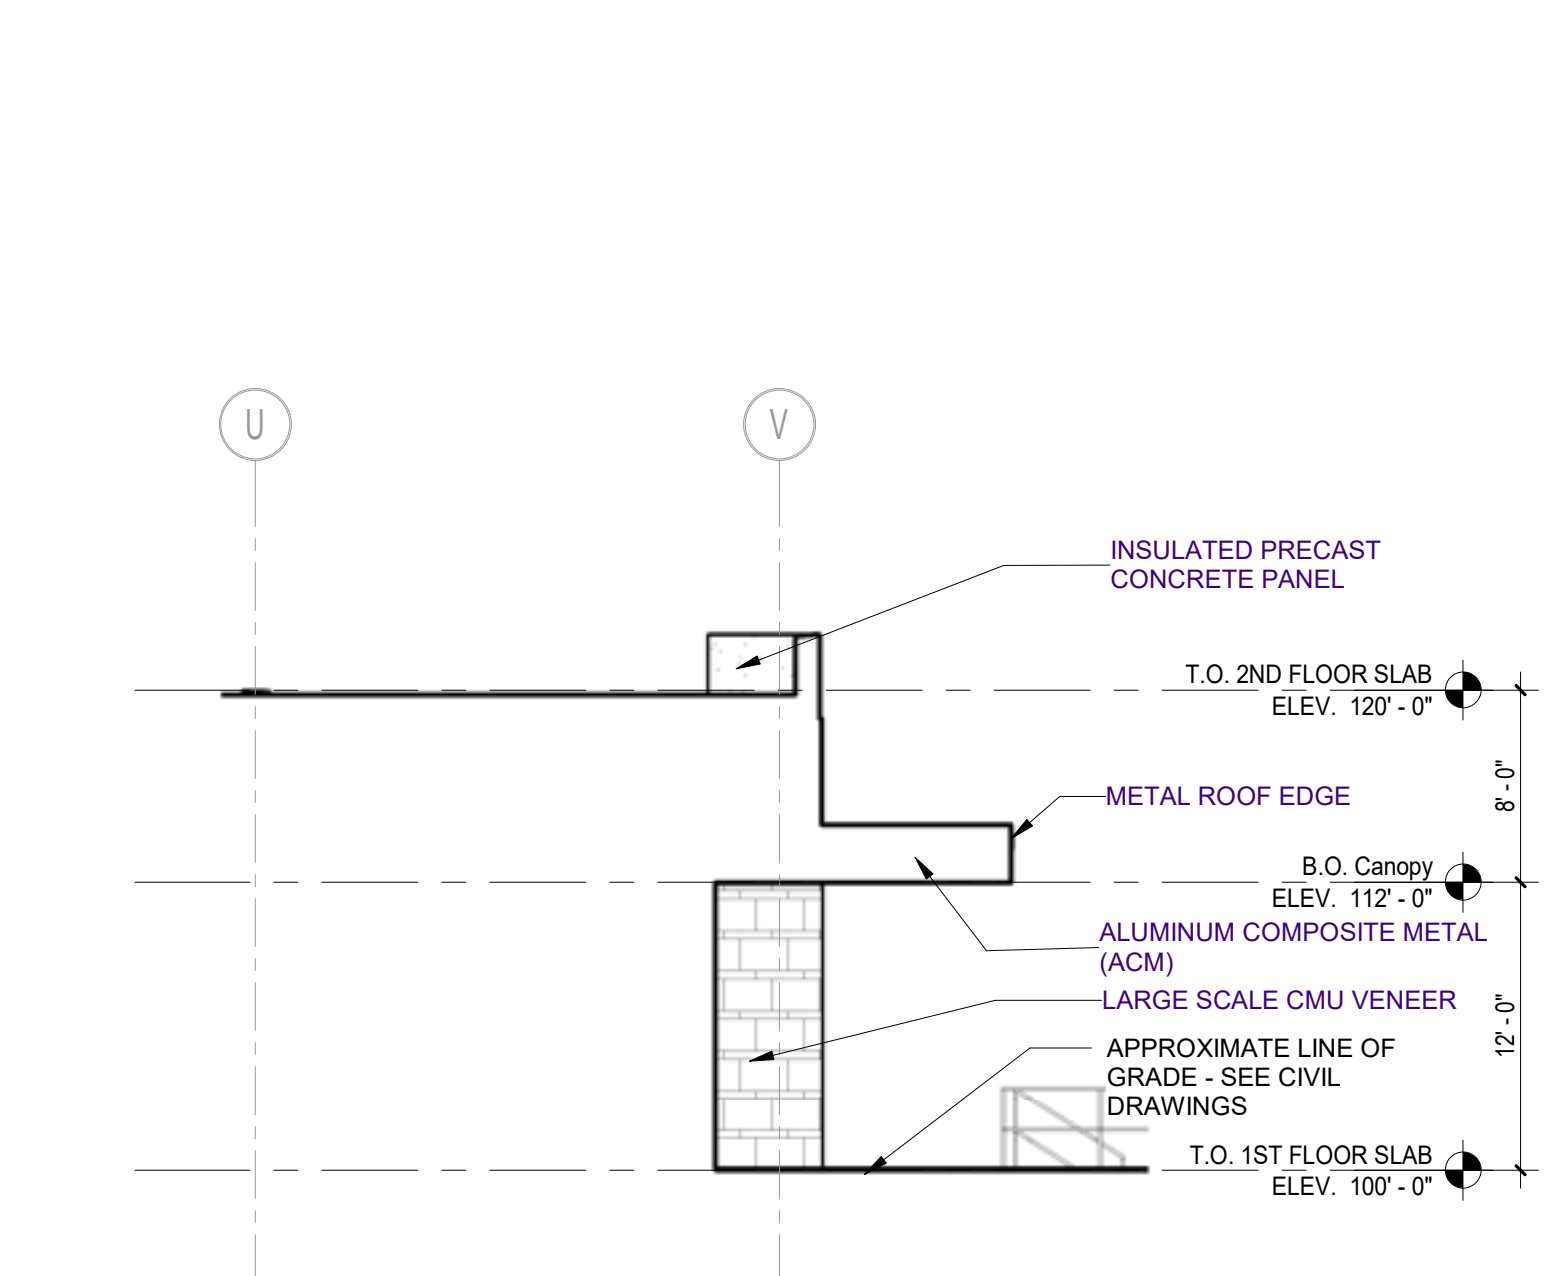 U
V
INSULATED PRECAST
CONCRETE PANEL
T.O. 2ND FLOOR SLAB
ELEV. 120' - 0"
8' - 0"
METAL ROOF EDGE
B.O. Canopy
ELEV. 112' - 0"
ALUMINUM COMPOSITE METAL
(ACM)
LARGE SCALE CMU VENEER
12' - 0"
APPROXIMATE LINE OF
GRADE - SEE CIVIL
DRAWINGS
T.O. 1ST FLOOR SLAB
ELEV. 100' - 0"